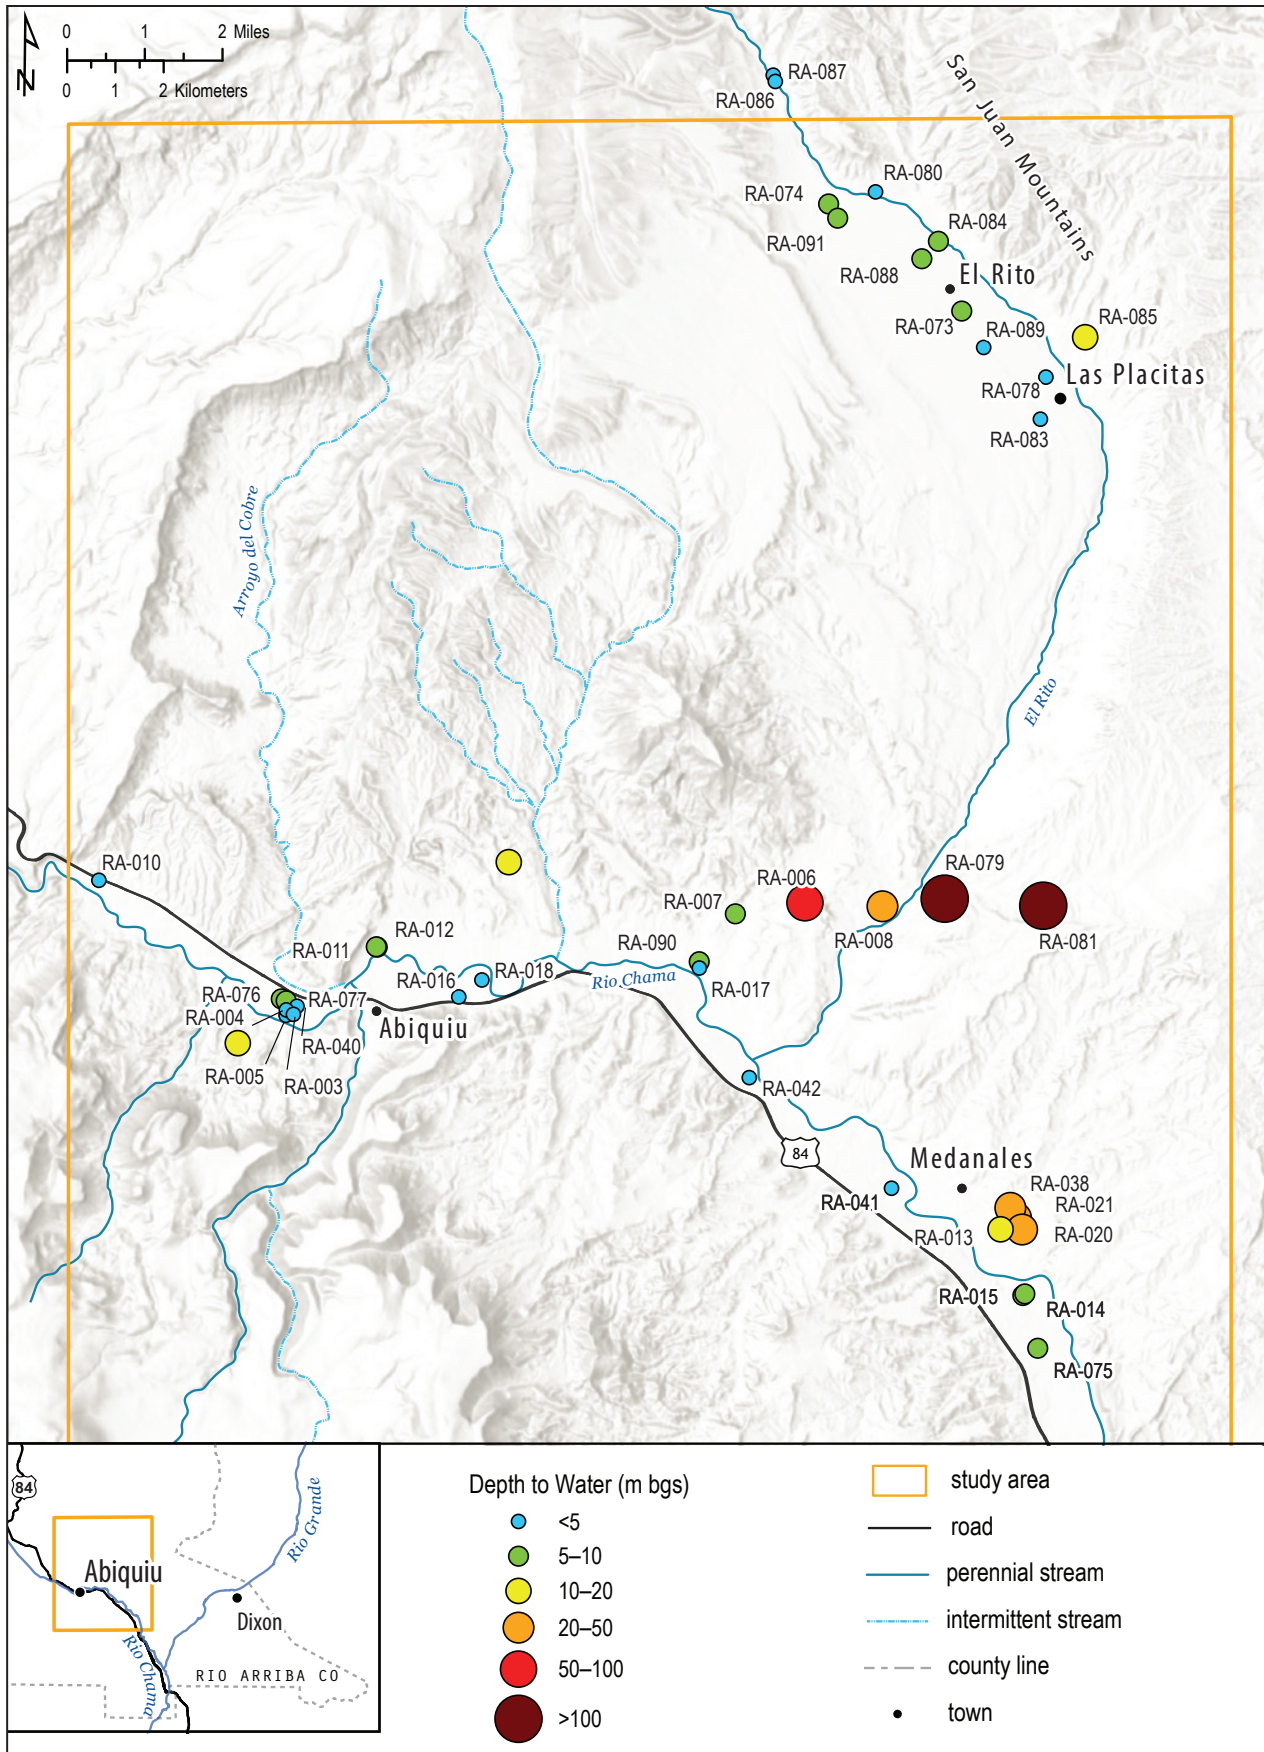 0 1 2 Miles
N
0 1 2 Kilometers
RA-087
RA-086
San Juan Mountains
RA-080
RA-074
RA-091
RA-084
RA-088
El Rito
RA-073
RA-089
RA-085
RA-078
Las Placitas
RA-083
Arroyo del Cobre
El Rito
RA-010
RA-079
RA-006
RA-007
RA-008
RA-081
RA-012
RA-011
RA-090
RA-016
RA-018
Rio Chama
RA-017
RA-076
RA-077
RA-004
Abiquiu
RA-040
RA-005
RA-003
RA-042
84
Medanales
RA-038
RA-041
RA-021
RA-013
RA-020
RA-015
RA-014
RA-075
84
Abiquiu
Rio Grande
Dixon
Rio Chama
RIO ARRIBA CO
Depth to Water (m bgs)
<5
5–10
10–20
20–50
50–100
>100
study area
road
perennial stream
intermittent stream
county line
town